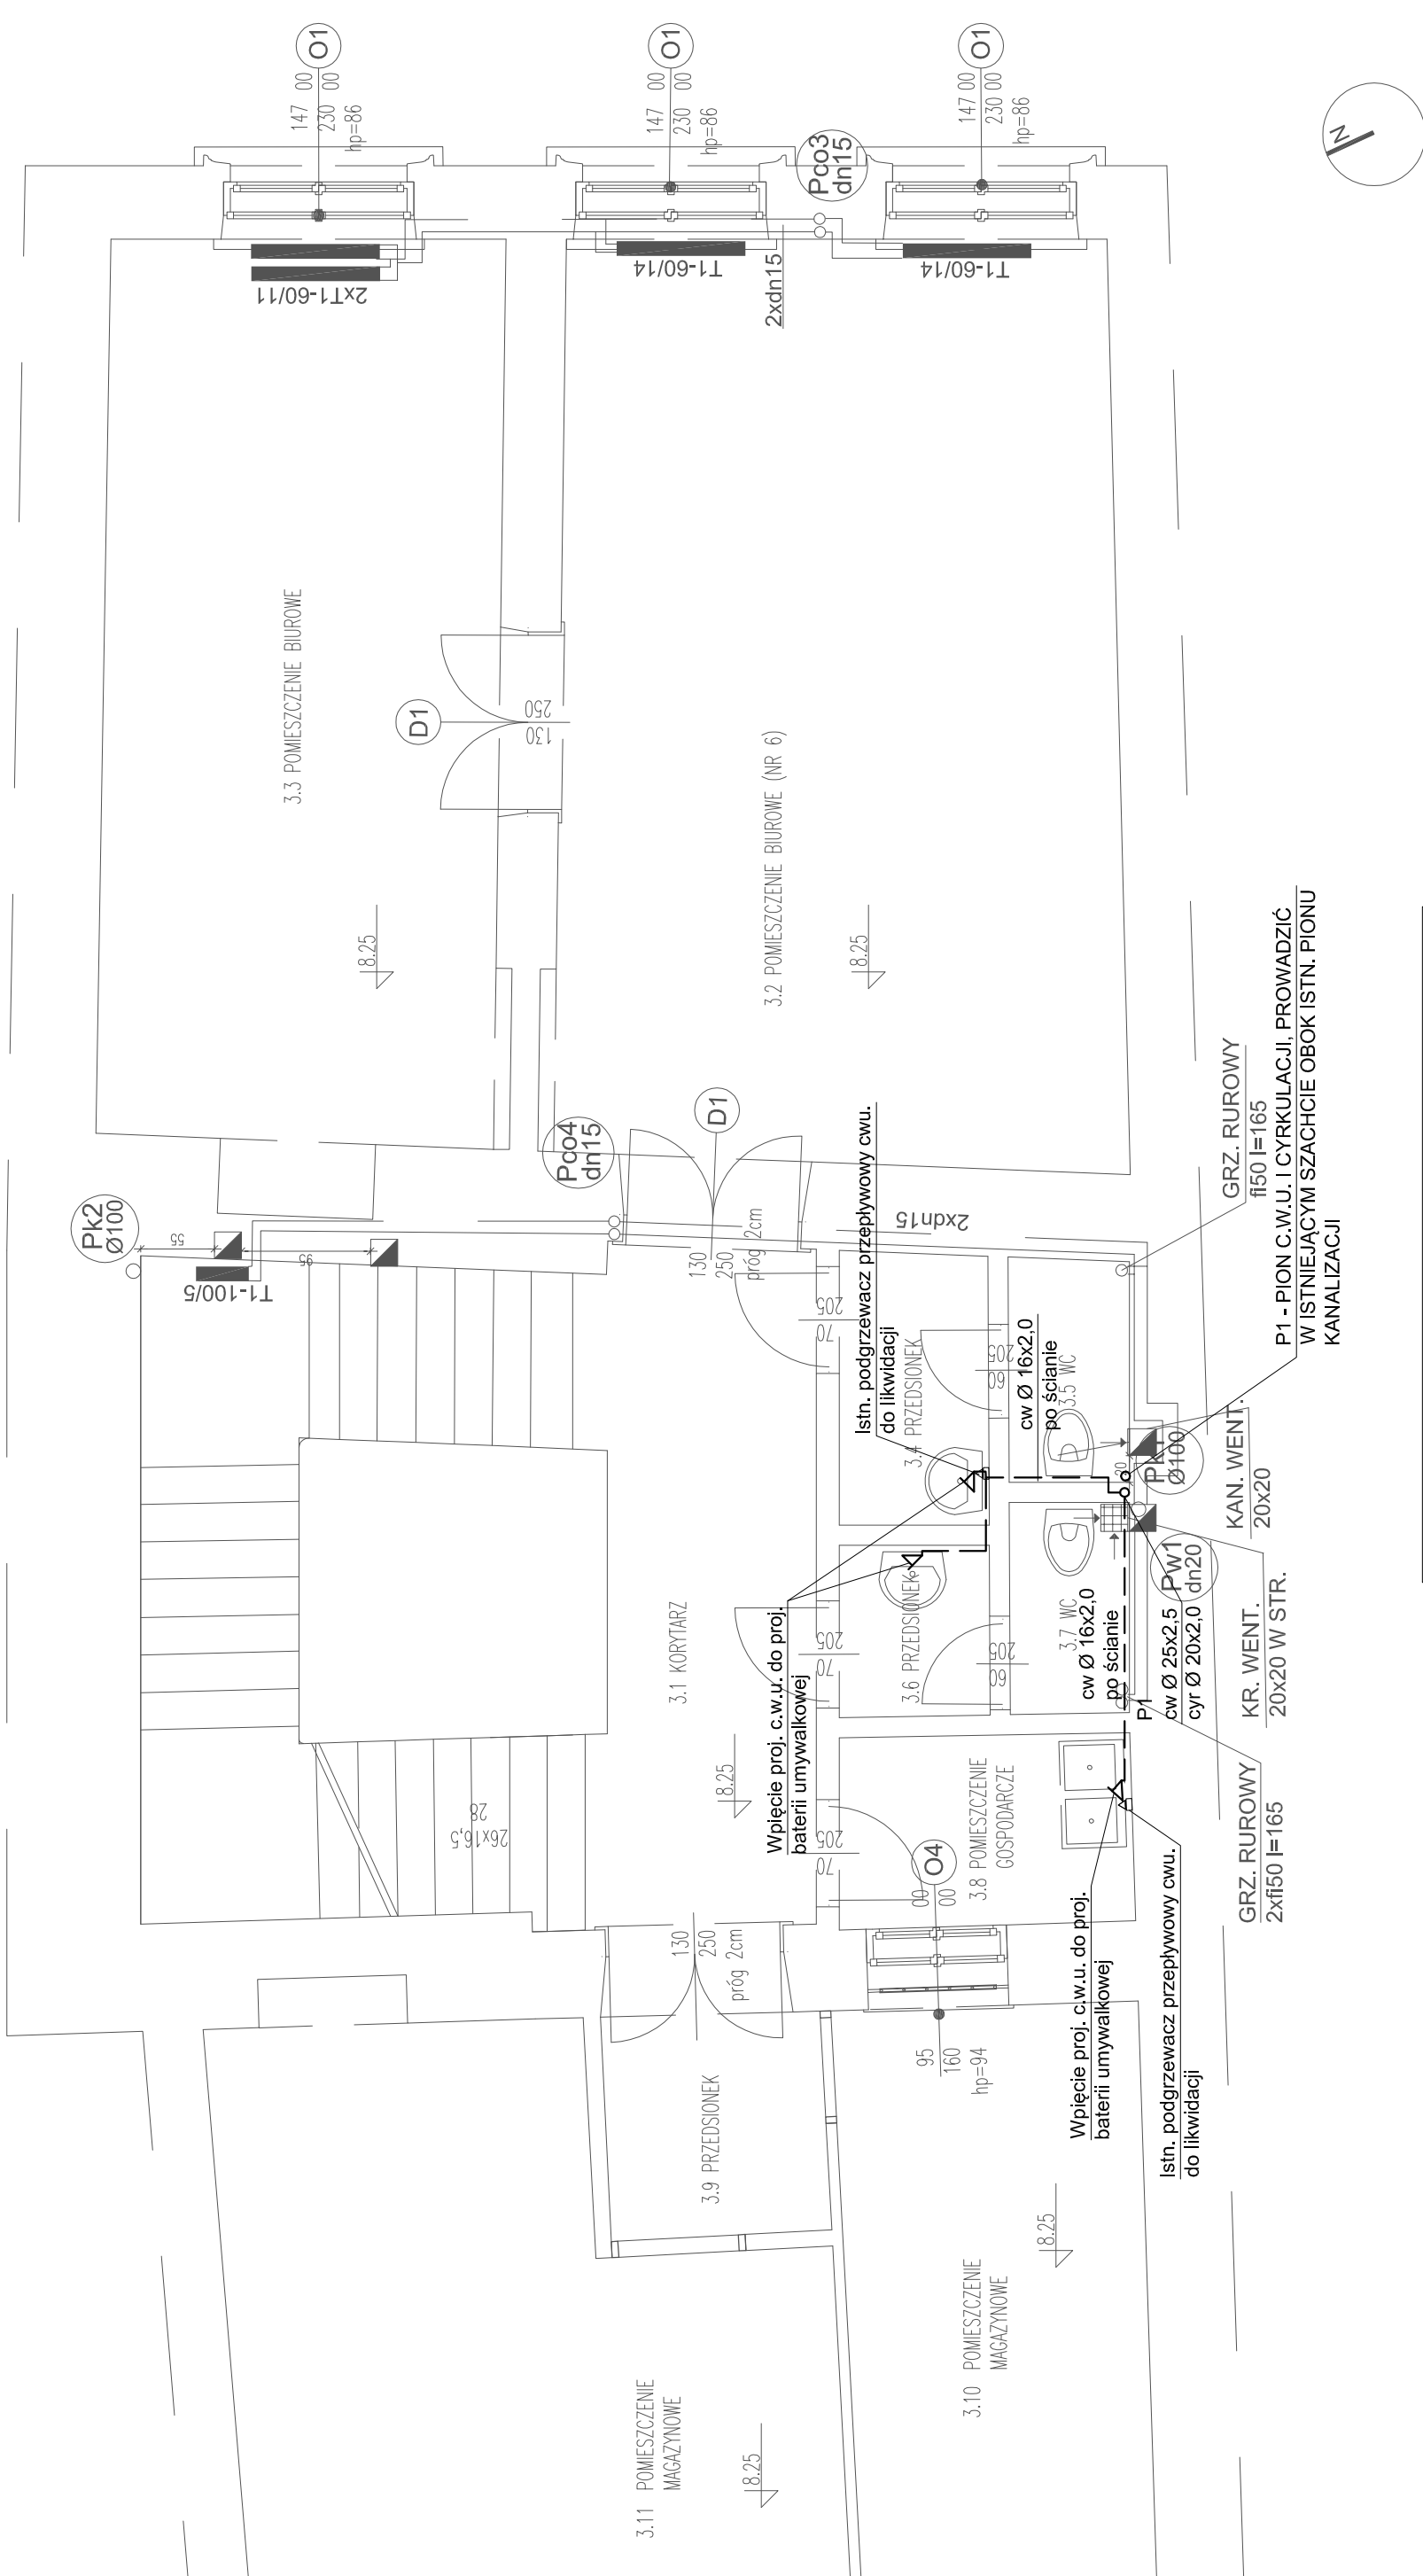 O1
147 00
230 00
hp=86
O1
147 00
230 00
hp=86
O1
147 00
230 00
hp=86
N
Pco3
dn15
2xT1-60/11
T1-60/14
T1-60/14
2xdn15
3.3 POMIESZCZENIE BIUROWE
D1
250
130
3.2 POMIESZCZENIE BIUROWE (NR 6)
8.25
8.25
Pk2
Ø100
55
95
T1-100/5
Pco4
dn15
D1
130
250
próg 2cm
2xdn15
Istn. podgrzewacz przepływowy cwu.
do likwidacji
GRZ. RUROWY
fi50 l=165
P1 - PION C.W.U. I CYRKULACJI, PROWADZIĆ
W ISTNIEJĄCYM SZACHCIE OBOK ISTN. PIONU
KANALIZACJI
205
70
3.4 PRZEDSIONEK
205
60
cw Ø 16x2,0
po ścianie
3.5 WC
20
Pk1
Ø100
KAN. WENT.
20x20
Pw1
dn20
KR. WENT.
20x20 W STR.
3.1 KORYTARZ
8.25
Wpięcie proj. c.w.u. do proj.
baterii umywalkowej
205
70
3.6 PRZEDSIONEK
205
60
3.7 WC
cw Ø 16x2,0
po ścianie
P1
cw Ø 25x2,5
cyr Ø 20x2,0
GRZ. RUROWY
2xfi50 l=165
28
26x16,5
205
70
3.8 POMIESZCZENIE
GOSPODARCZE
O4
00
00
95
160
hp=94
130
250
próg 2cm
Wpięcie proj. c.w.u. do proj.
baterii umywalkowej
Istn. podgrzewacz przepływowy cwu.
do likwidacji
3.9 PRZEDSIONEK
8.25
3.10 POMIESZCZENIE
MAGAZYNOWE
3.11 POMIESZCZENIE
MAGAZYNOWE
8.25